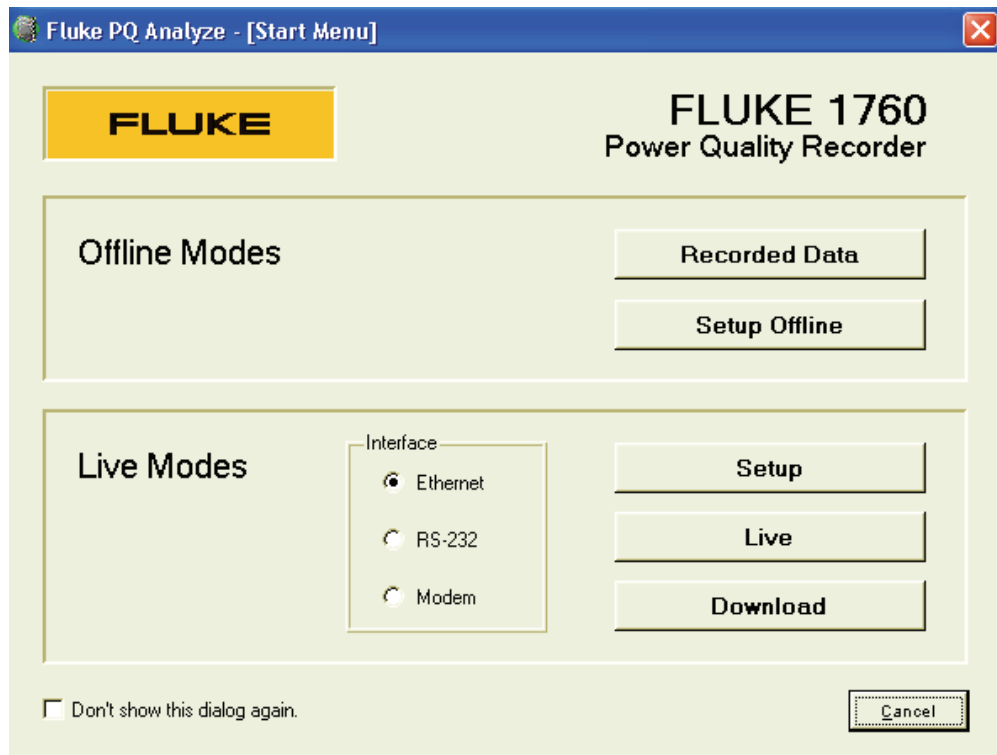 Fluke PQ Analyze - [Start Menu]
FLUKE
FLUKE 1760
Power Quality Recorder
Offline Modes
Recorded Data
Setup Offline
Live Modes
Interface
Ethernet
RS-232
Modem
Setup
Live
Download
Don't show this dialog again.
Cancel